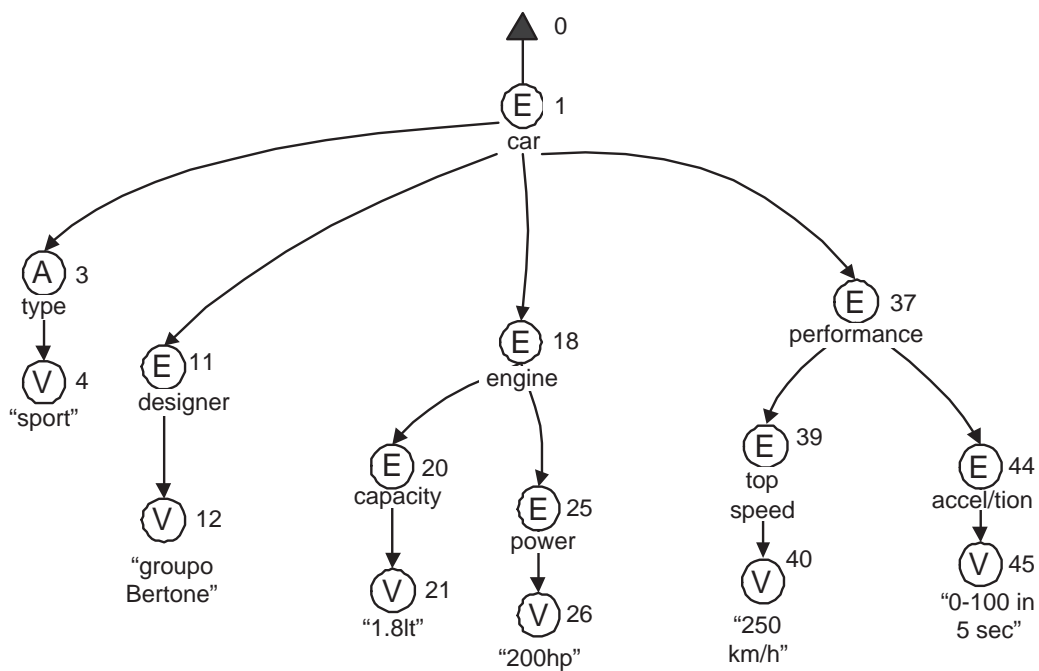 0
E 1
car
A 3
type
V 4
“sport”
E 11
designer
V 12
“groupo
Bertone”
E 18
engine
E 20
capacity
V 21
“1.8lt”
E 25
power
V 26
“200hp”
E 37
performance
E 39
top
speed
V 40
“250
km/h”
E 44
accel/tion
V 45
“0-100 in
5 sec”